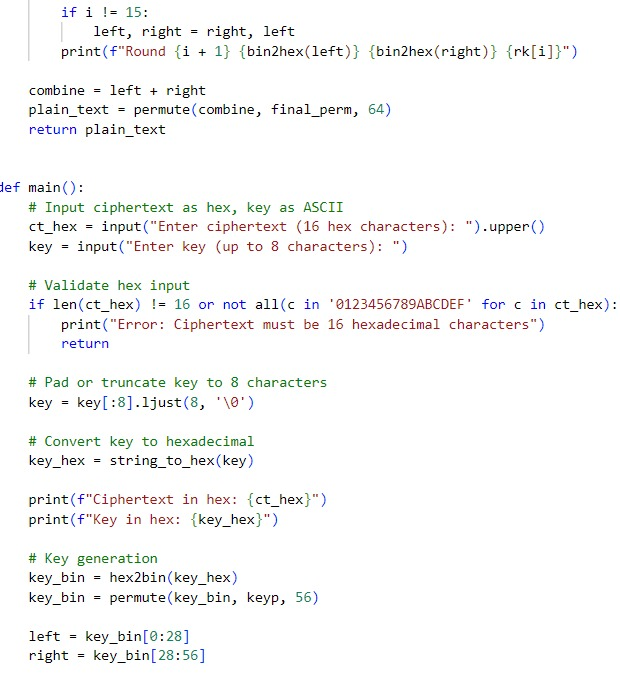 if i != 15:
left, right = right, left
print(f"Round {i + 1} {bin2hex(left)} {bin2hex(right)} {rk[i]}")
combine = left + right
plain_text = permute(combine, final_perm, 64)
return plain_text
def main():
# Input ciphertext as hex, key as ASCII
ct_hex = input("Enter ciphertext (16 hex characters): ").upper()
key = input("Enter key (up to 8 characters): ")
# Validate hex input
if len(ct_hex) != 16 or not all(c in '0123456789ABCDEF' for c in ct_hex):
print("Error: Ciphertext must be 16 hexadecimal characters")
return
# Pad or truncate key to 8 characters
key = key[:8].ljust(8, '\0')
# Convert key to hexadecimal
key_hex = string_to_hex(key)
print(f"Ciphertext in hex: {ct_hex}")
print(f"Key in hex: {key_hex}")
# Key generation
key_bin = hex2bin(key_hex)
key_bin = permute(key_bin, keyp, 56)
left = key_bin[0:28]
right = key_bin[28:56]